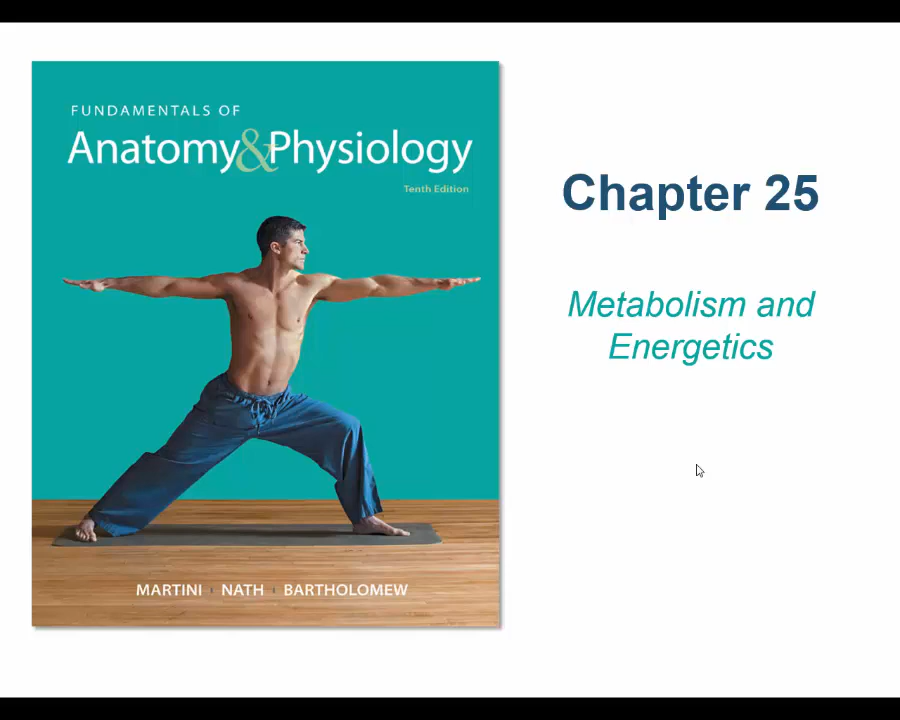 FUNDAMENTALS OF
Anatomy & Physiology
Tenth Edition
MARTINI NATH BARTHOLOMEW
Chapter 25
Metabolism and
Energetics